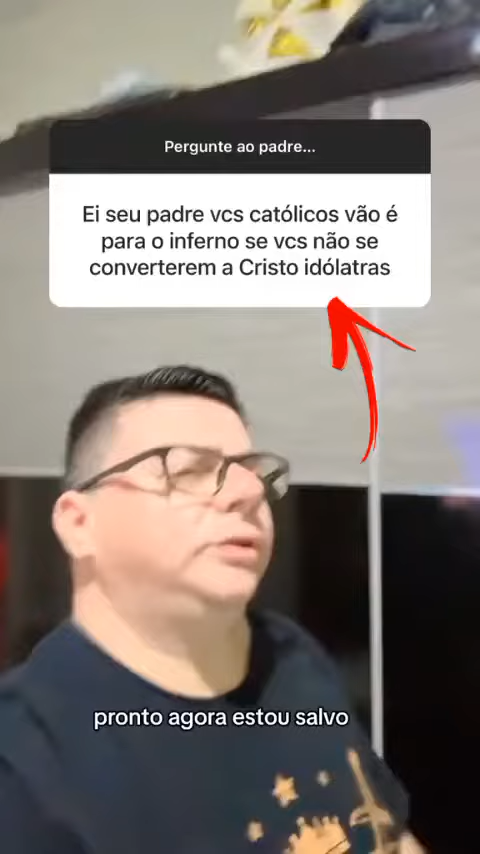 Pergunte ao padre...
Ei seu padre vcs católicos vão é
para o inferno se vcs não se
converterem a Cristo idólatras
pronto agora estou salvo